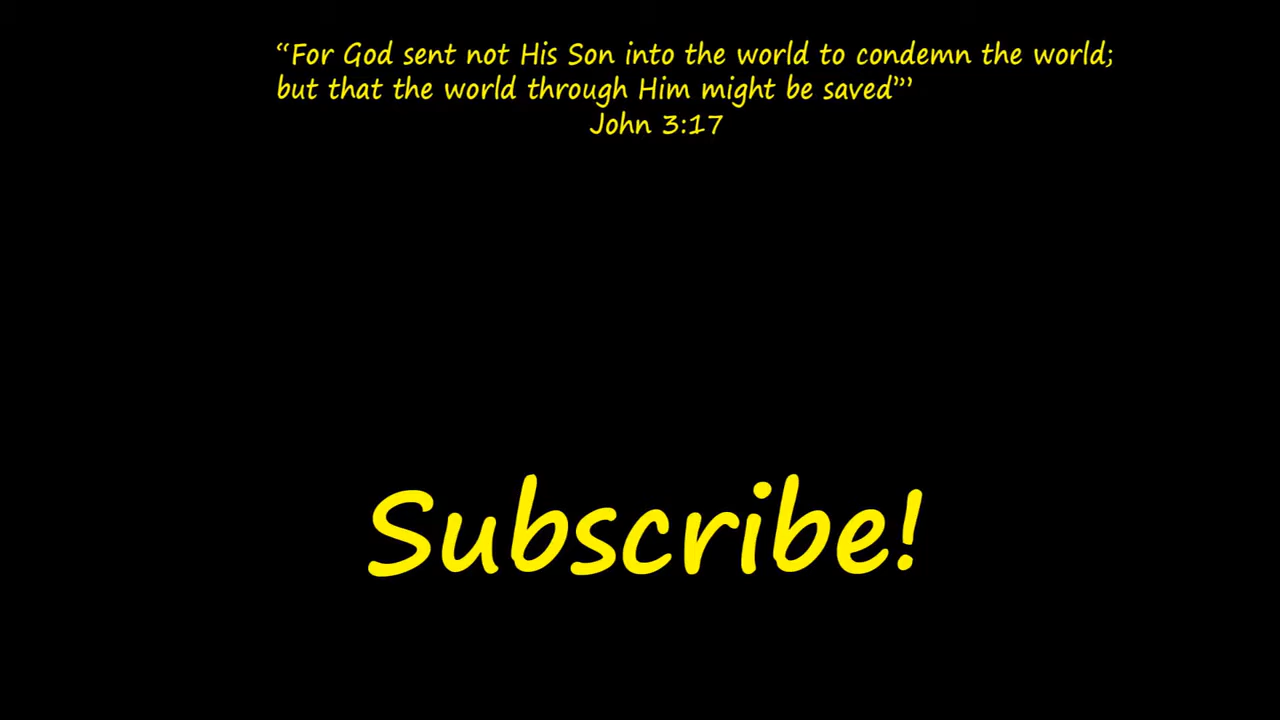 “For God sent not His Son into the world to condemn the world;
but that the world through Him might be saved”’
John 3:17
Subscribe!